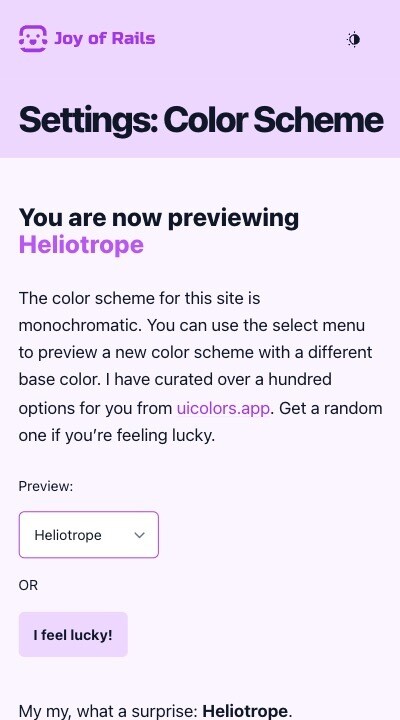 Joy of Rails
Settings: Color Scheme
You are now previewing
Heliotrope
The color scheme for this site is
monochromatic. You can use the select menu
to preview a new color scheme with a different
base color. I have curated over a hundred
options for you from uicolors.app. Get a random
one if you’re feeling lucky.
Preview:
Heliotrope
OR
I feel lucky!
My my, what a surprise: Heliotrope.